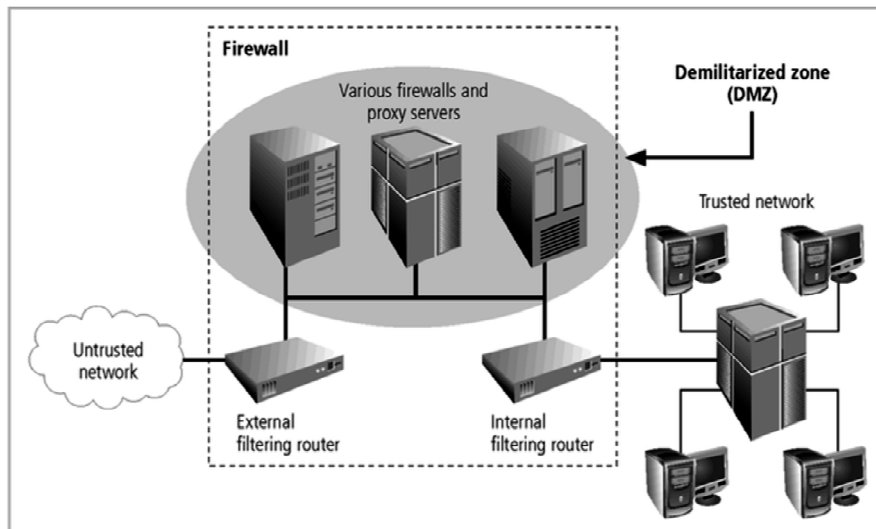 Firewall
Various firewalls and
proxy servers
Demilitarized zone
(DMZ)
Trusted network
Untrusted
network
External
filtering router
Internal
filtering router